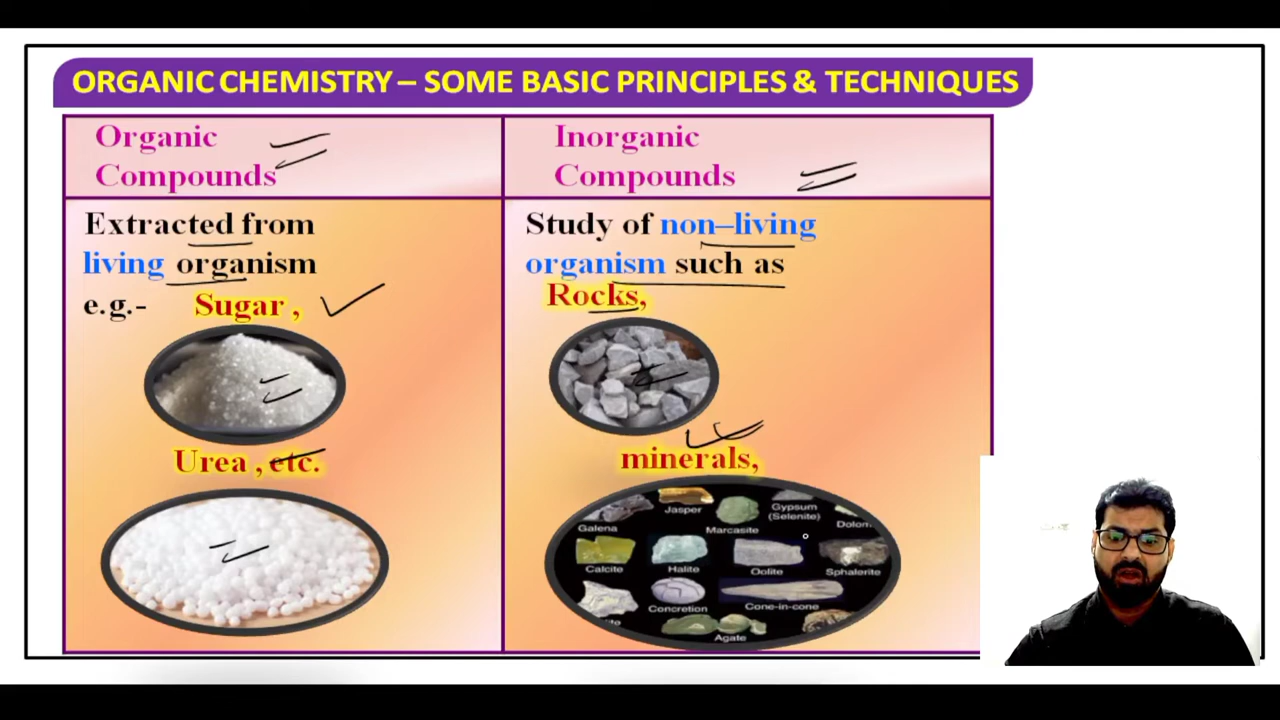 ORGANIC CHEMISTRY – SOME BASIC PRINCIPLES & TECHNIQUES
Organic
Compounds
Extracted from
living organism
e.g.- Sugar ,
Urea , etc.
Inorganic
Compounds
Study of non–living
organism such as
Rocks,
minerals,
Galena
Jasper
Marcasite
Gypsum
(Selenite)
Calcite
Halite
Oolite
Sphalerite
Concretion
Cone-in-cone
Agate